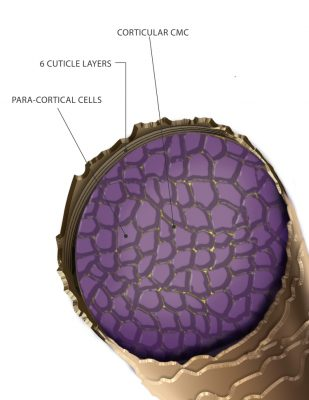 CORTICULAR CMC
6 CUTICLE LAYERS
PARA-CORTICAL CELLS